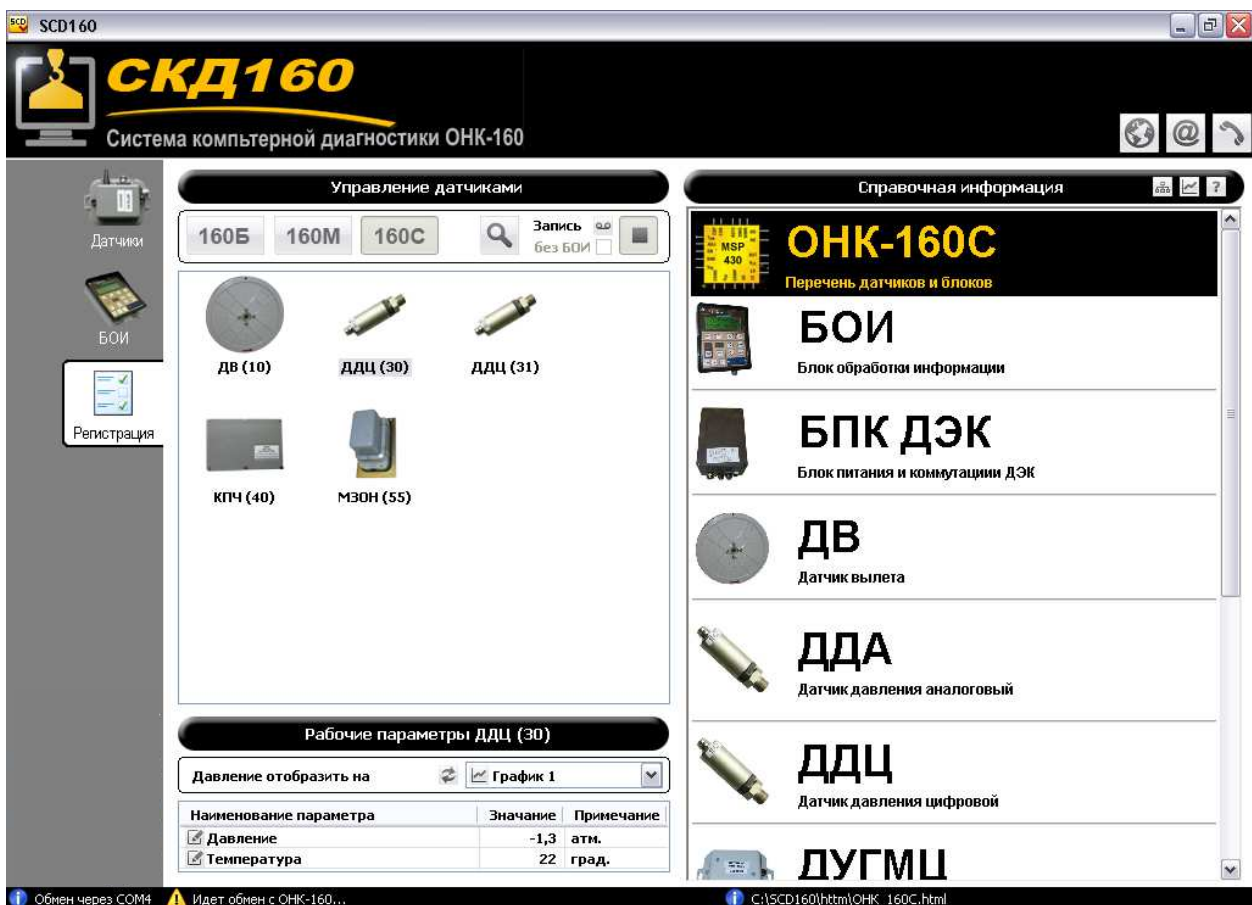 SCD SCD160
СКД160
Система компьтерной диагностики ОНК-160
Датчики
БОИ
Регистрация
Управление датчиками
160Б 160М 160С Запись
без БОИ
ДВ (10) ДДЦ (30) ДДЦ (31)
КПЧ (40) МЗОН (55)
Рабочие параметры ДДЦ (30)
Давление отобразить на График 1
Наименование параметра Значание Примечание
Давление -1,3 атм.
Температура 22 град.
Справочная информация ?
MSP
430
ОНК-160С
Перечень датчиков и блоков
БОИ
Блок обработки информации
БПК ДЭК
Блок питания и коммутациии ДЭК
ДВ
Датчик вылета
ДДА
Датчик давления аналоговый
ДДЦ
Датчик давления цифровой
ДУГМЦ
Обмен через COM4 Идет обмен с ОНК-160... C:\SCD160\httm\ОНК_160С.html